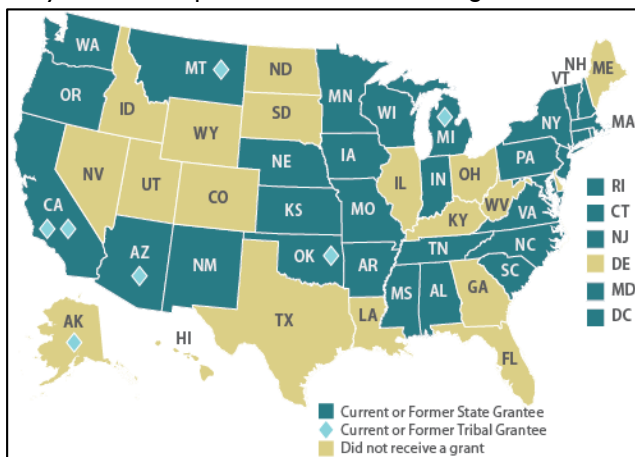 WA
MT
ND
MN
VT
NH
ME
OR
ID
SD
WI
MI
NY
MA
WY
NE
IA
PA
NV
UT
CO
IL
IN
OH
RI
CA
KS
MO
KY
WV
VA
CT
NJ
AZ
NM
OK
AR
TN
NC
DE
MS
AL
GA
SC
MD
DC
AK
HI
TX
LA
FL
Current or Former State Grantee
Current or Former Tribal Grantee
Did not receive a grant